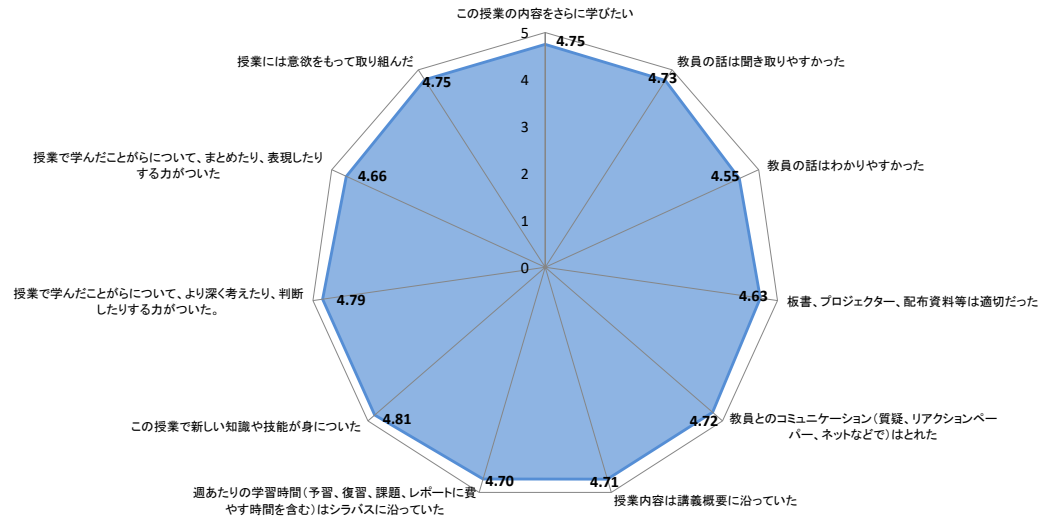 この授業の内容をさらに学びたい
5
4.75
授業には意欲をもって取り組んだ
教員の話は聞き取りやすかった
4.75
4
4.73
3
授業で学んだことがらについて、まとめたり、表現したり
する力がついた
教員の話はわかりやすかった
4.66
2
4.55
1
0
授業で学んだことがらについて、より深く考えたり、判断
したりする力がついた。
4.79
4.63
板書、プロジェクター、配布資料等は適切だった
この授業で新しい知識や技能が身についた
4.81
4.72
教員とのコミュニケーション(質疑、リアクションペー
パー、ネットなどで)はとれた
週あたりの学習時間(予習、復習、課題、レポートに費
やす時間を含む)はシラバスに沿っていた
4.70
4.71
授業内容は講義概要に沿っていた